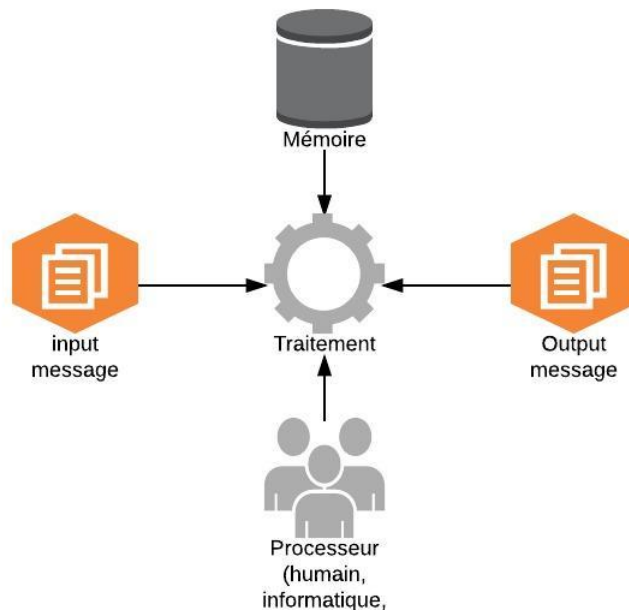 Mémoire
input
message
Traitement
Output
message
Processeur
(humain,
informatique,